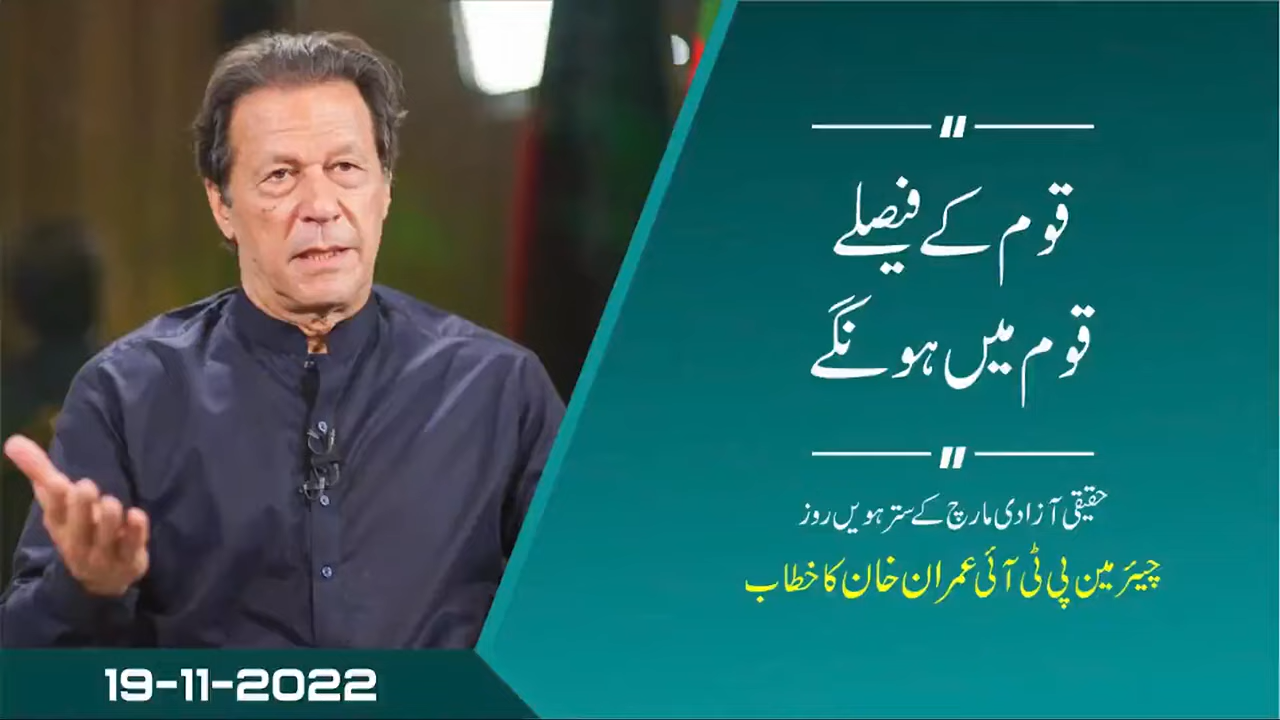 "
قوم کے فیصلے
قوم میں ہونگے
"
حقیقی آزادی مارچ کے سترہویں روز
چیئرمین پی ٹی آئی عمران خان کا خطاب
19-11-2022